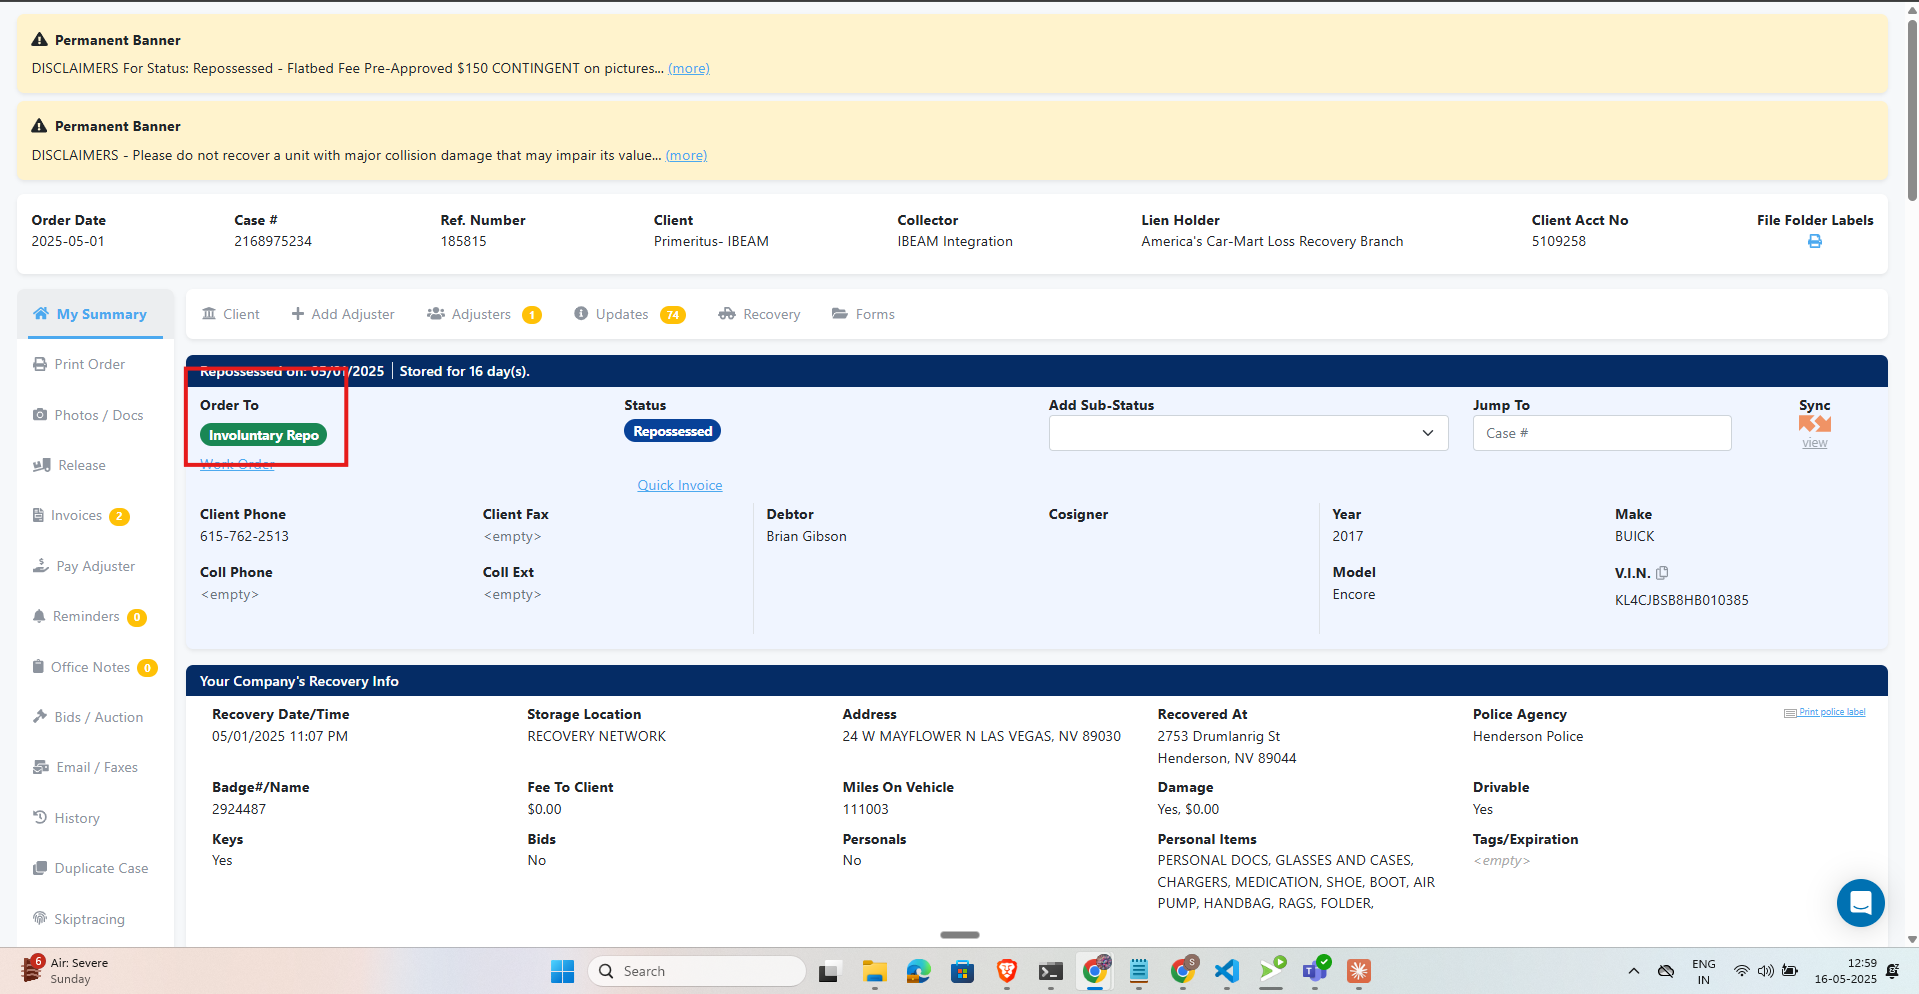 Permanent Banner
DISCLAIMERS For Status: Repossessed - Flatbed Fee Pre-Approved $150 CONTINGENT on pictures... (more)
Permanent Banner
DISCLAIMERS - Please do not recover a unit with major collision damage that may impair its value... (more)
Order Date Case # Ref. Number Client Collector Lien Holder Client Acct No File Folder Labels
2025-05-01 2168975234 185815 Primeritus- IBEAM IBEAM Integration America's Car-Mart Loss Recovery Branch 5109258
My Summary
Print Order
Photos / Docs
Release
Invoices 2
Pay Adjuster
Reminders 0
Office Notes 0
Bids / Auction
Email / Faxes
History
Duplicate Case
Skiptracing
Client Add Adjuster Adjusters 1 Updates 74 Recovery Forms
Repossessed on: 05/01/2025 Stored for 16 day(s).
Order To Status Add Sub-Status Jump To Sync
Involuntary Repo Repossessed Case # view
Work Order
Quick Invoice
Client Phone Client Fax Debtor Cosigner Year Make
615-762-2513 <empty> Brian Gibson 2017 BUICK
Coll Phone Coll Ext Model V.I.N.
<empty> <empty> Encore KL4CJBSB8HB010385
Your Company's Recovery Info
Recovery Date/Time Storage Location Address Recovered At Police Agency Print police label
05/01/2025 11:07 PM RECOVERY NETWORK 24 W MAYFLOWER N LAS VEGAS, NV 89030 2753 Drumlanrig St Henderson Police
Henderson, NV 89044
Badge#/Name Fee To Client Miles On Vehicle Damage Drivable
2924487 $0.00 111003 Yes, $0.00 Yes
Keys Bids Personals Personal Items Tags/Expiration
Yes No No PERSONAL DOCS, GLASSES AND CASES, <empty>
CHARGERS, MEDICATION, SHOE, BOOT, AIR
PUMP, HANDBAG, RAGS, FOLDER,
6 Air: Severe
Sunday
Search
S
ENG
IN
12:59
16-05-2025